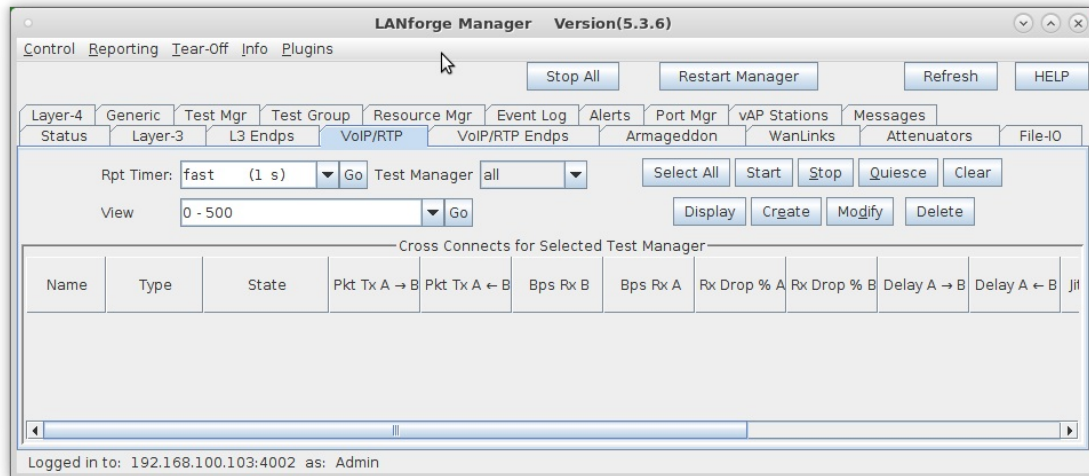 LANforge Manager Version(5.3.6)
Control Reporting Tear-Off Info Plugins
Stop All Restart Manager Refresh HELP
Layer-4 Generic Test Mgr Test Group Resource Mgr Event Log Alerts Port Mgr vAP Stations Messages
Status Layer-3 L3 Endps VoIP/RTP VoIP/RTP Endps Armageddon WanLinks Attenuators File-IO
Rpt Timer: fast (1 s) Go Test Manager all Select All Start Stop Quiesce Clear
View 0 - 500 Go Display Create Modify Delete
Cross Connects for Selected Test Manager
Name Type State Pkt Tx A → B Pkt Tx A ← B Bps Rx B Bps Rx A Rx Drop % A Rx Drop % B Delay A → B Delay A ← B
Logged in to: 192.168.100.103:4002 as: Admin